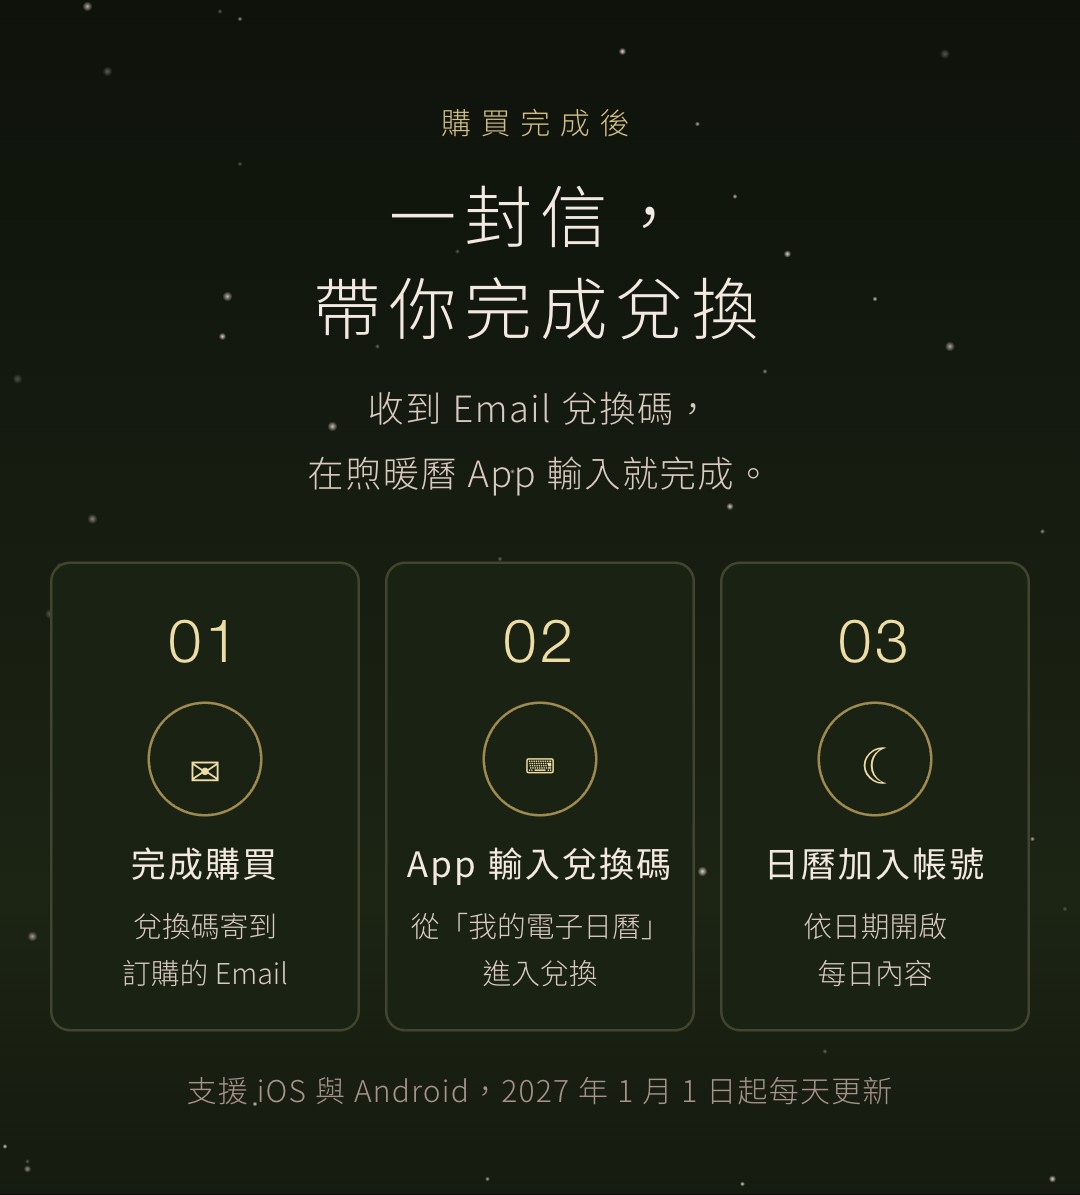 購買完成後
一封信，
帶你完成兌換
收到 Email 兌換碼，
在煦暖曆 App 輸入就完成。
01
完成購買
兌換碼寄到
訂購的 Email
02
App 輸入兌換碼
從「我的電子日曆」
進入兌換
03
日曆加入帳號
依日期開啟
每日內容
支援 iOS 與 Android，2027 年 1 月 1 日起每天更新